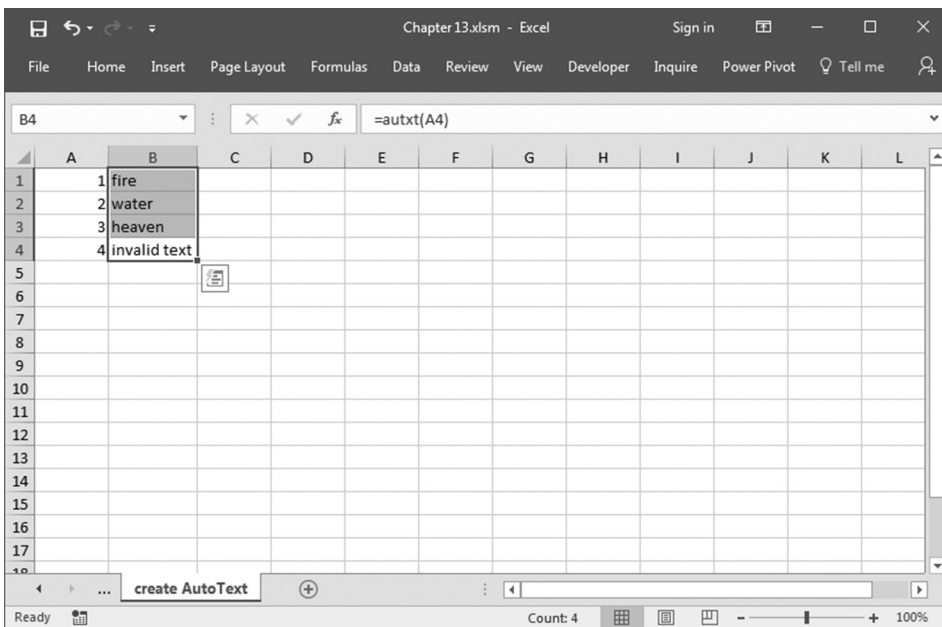 Chapter 13.xlsm - Excel Sign in
File Home Insert Page Layout Formulas Data Review View Developer Inquire Power Pivot Tell me
B4 fx =autxt(A4)
A B C D E F G H I J K L
1 1 fire
2 2 water
3 3 heaven
4 4 invalid text
5
6
7
8
9
10
11
12
13
14
15
16
17
18
... create AutoText
Ready Count: 4 - + 100%